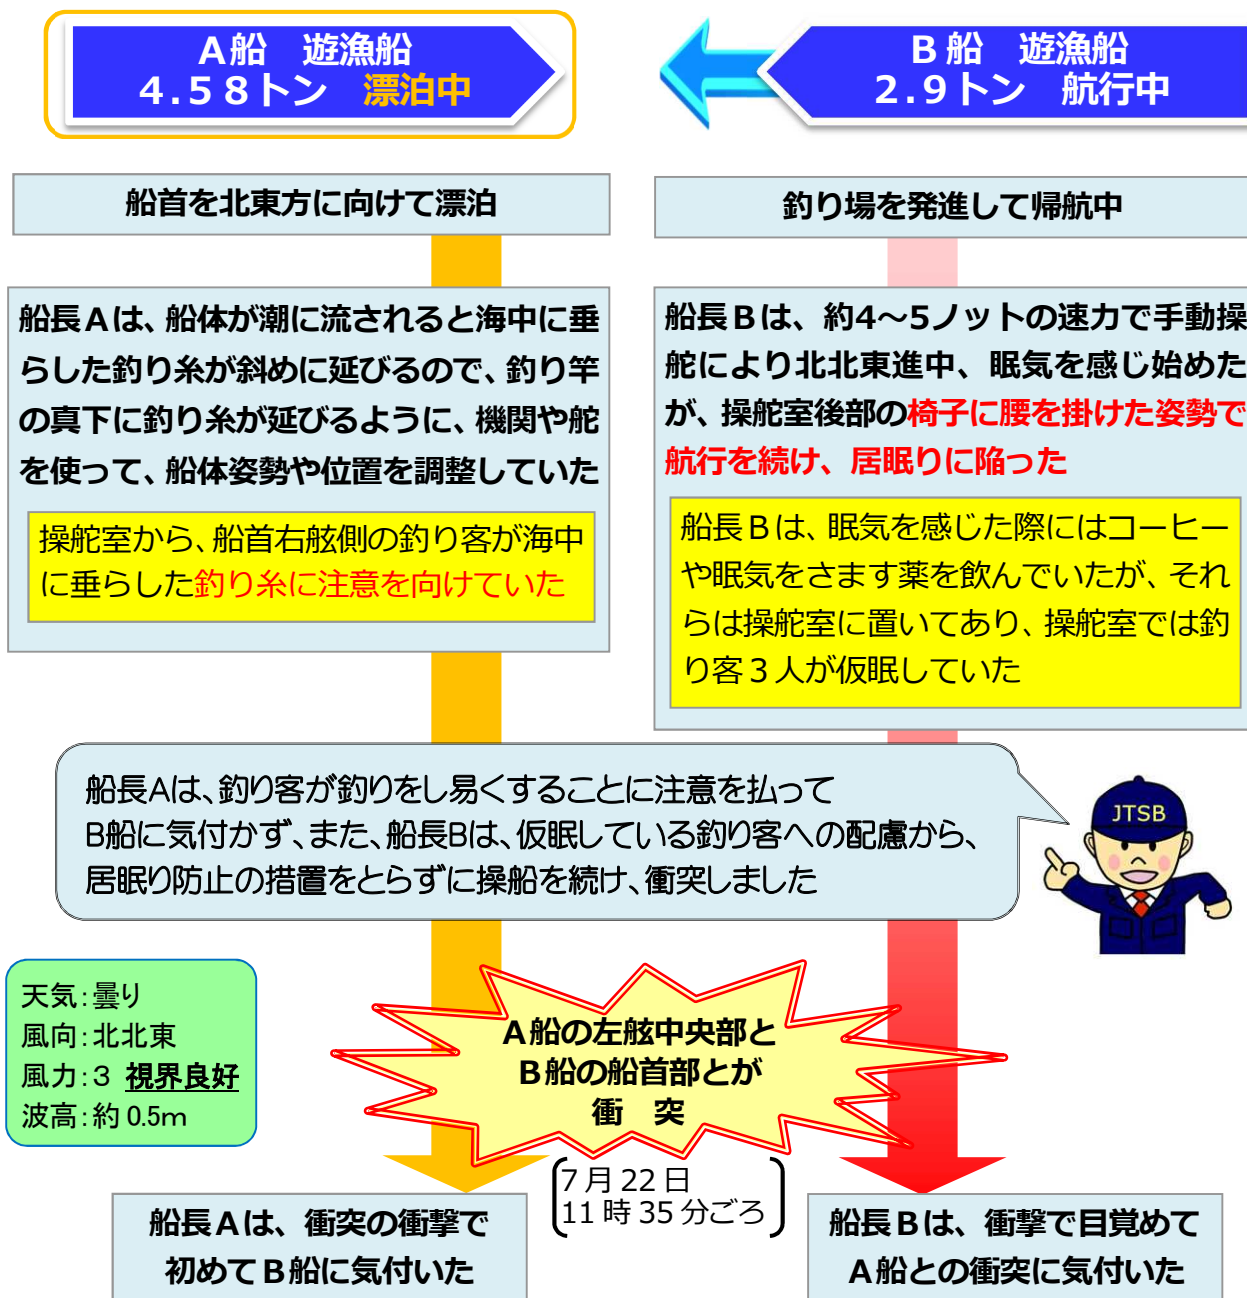 A船　遊漁船
4.58トン　漂泊中
B船　遊漁船
2.9トン　航行中
船首を北東方に向けて漂泊
釣り場を発進して帰航中
船長Aは、船体が潮に流されると海中に垂
らした釣り糸が斜めに延びるので、釣り竿
の真下に釣り糸が延びるように、機関や舵
を使って、船体姿勢や位置を調整していた
操舵室から、船首右舷側の釣り客が海中
に垂らした釣り糸に注意を向けていた
船長Bは、約4～5ノットの速力で手動操
舵により北北東進中、眠気を感じ始めた
が、操舵室後部の椅子に腰を掛けた姿勢で
航行を続け、居眠りに陥った
船長Bは、眠気を感じた際にはコーヒー
や眠気をさます薬を飲んでいたが、それ
らは操舵室に置いてあり、操舵室では釣
り客3人が仮眠していた
船長Aは、釣り客が釣りをし易くすることに注意を払って
B船に気付かず、また、船長Bは、仮眠している釣り客への配慮から、
居眠り防止の措置をとらずに操船を続け、衝突しました
JTSB
天気：曇り
風向：北北東
風力：3 視界良好
波高：約 0.5m
A船の左舷中央部と
B船の船首部とが
衝　突
7月22日
11時35分ごろ
船長Aは、衝突の衝撃で
初めてB船に気付いた
船長Bは、衝撃で目覚めて
A船との衝突に気付いた